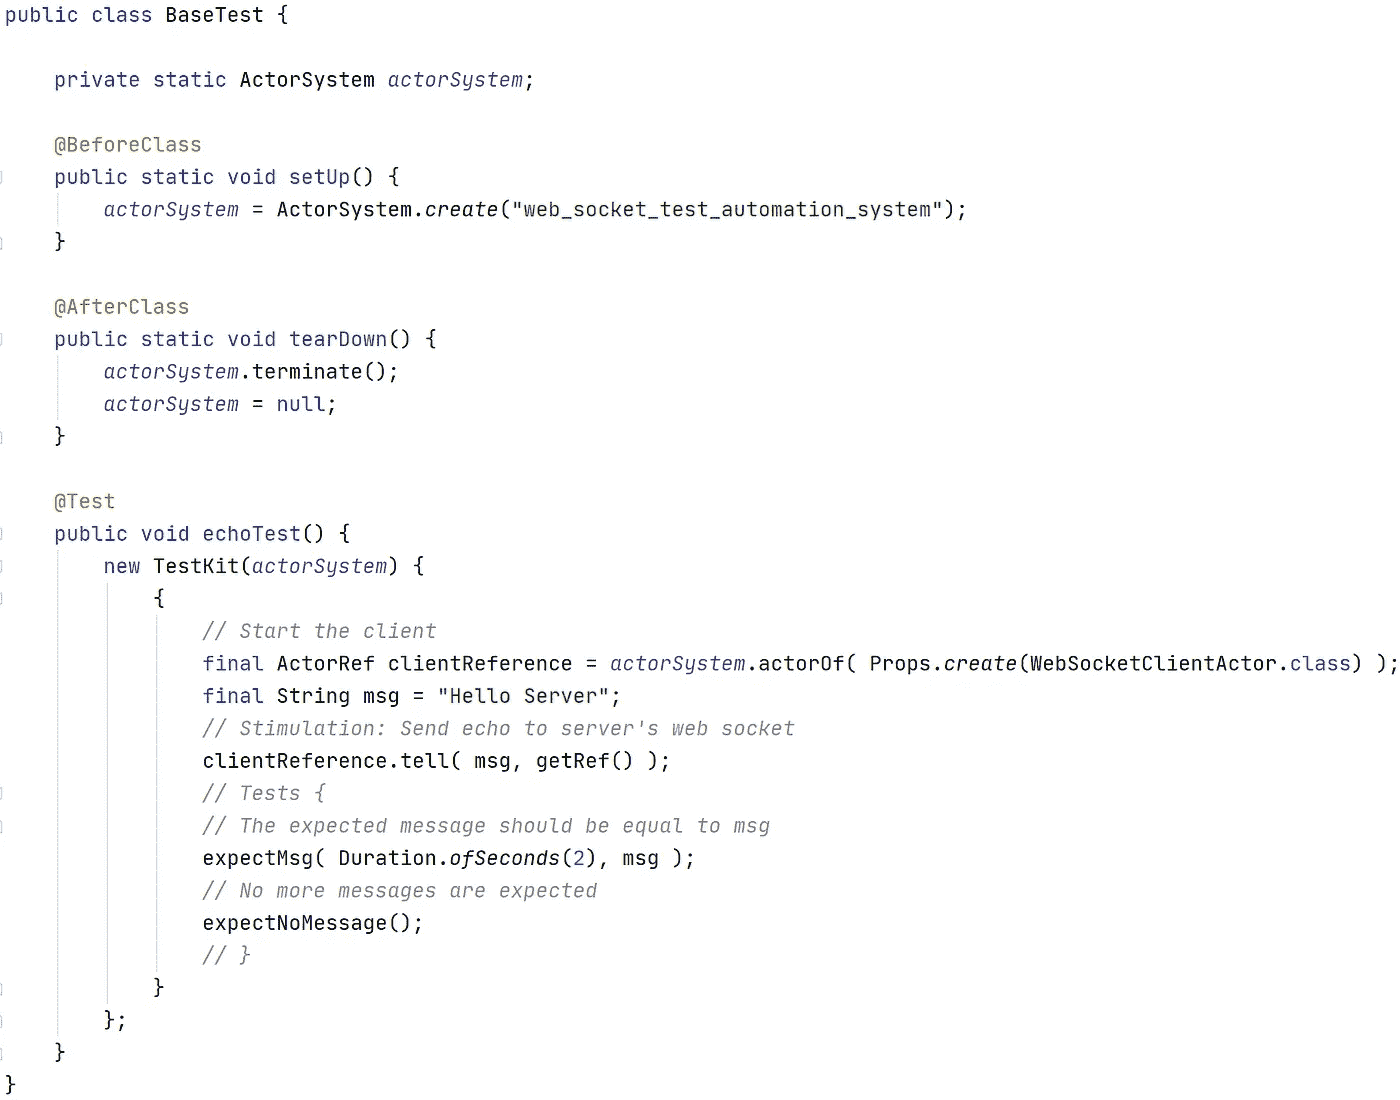 public class BaseTest {
private static ActorSystem actorSystem;
@BeforeClass
public static void setUp() {
actorSystem = ActorSystem.create("web_socket_test_automation_system");
}
@AfterClass
public static void tearDown() {
actorSystem.terminate();
actorSystem = null;
}
@Test
public void echoTest() {
new TestKit(actorSystem) {
{
// Start the client
final ActorRef clientReference = actorSystem.actorOf( Props.create(WebSocketClientActor.class) );
final String msg = "Hello Server";
// Stimulation: Send echo to server's web socket
clientReference.tell( msg, getRef() );
// Tests {
// The expected message should be equal to msg
expectMsg( Duration.ofSeconds(2), msg );
// No more messages are expected
expectNoMessage();
// }
}
};
}
}